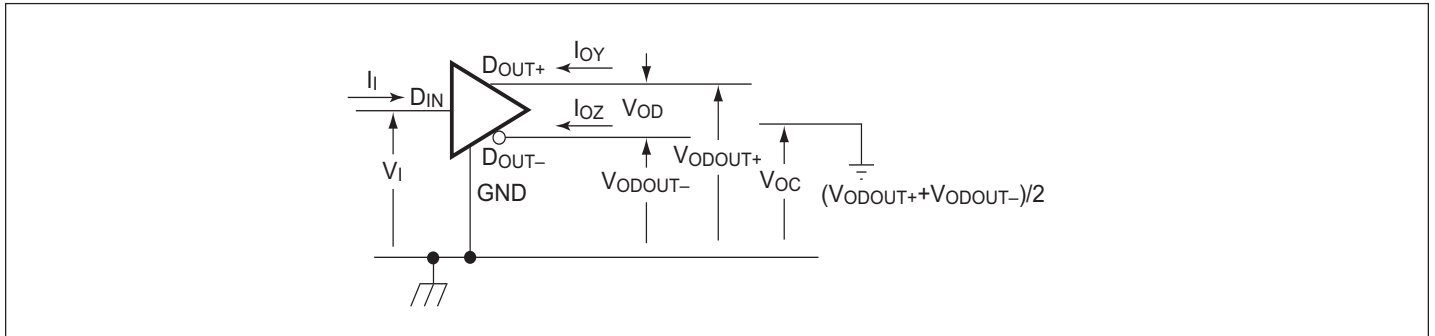 IOY
DOUT+
II
DIN
VOD
IOZ
DOUT–
VI
GND
VODOUT–
VODOUT+
VOC
(VODOUT++VODOUT–)/2